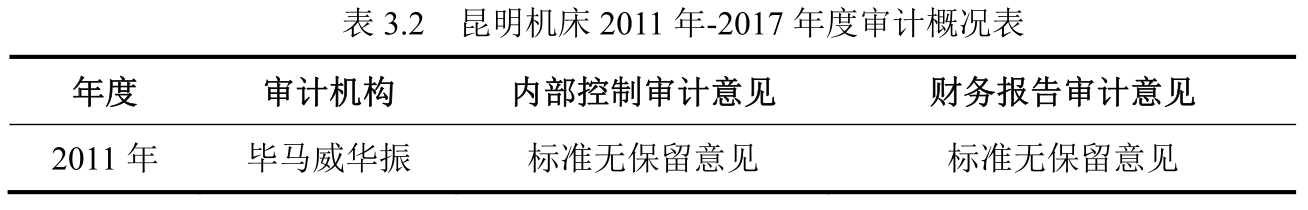 表 3.2 昆明机床 2011 年-2017 年度审计概况表
年度 审计机构 内部控制审计意见 财务报告审计意见
2011 年 毕马威华振 标准无保留意见 标准无保留意见